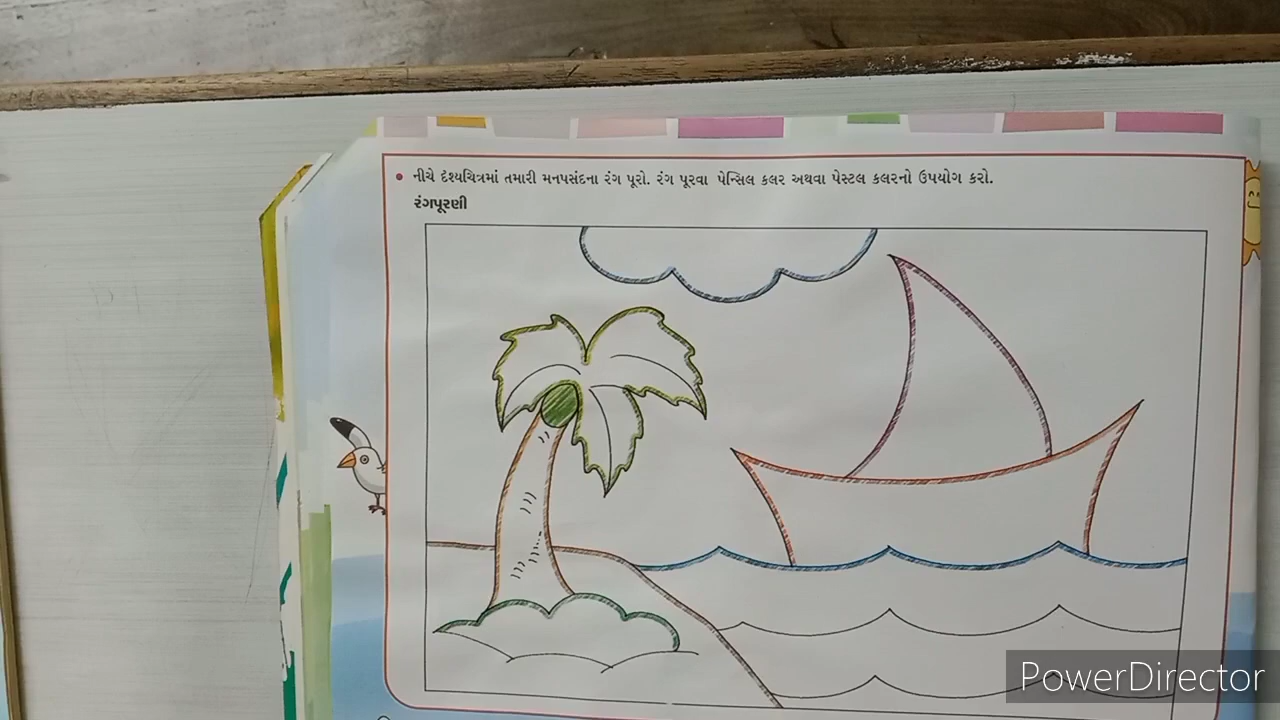 નીચે દૃશ્યચિત્રમાં તમારી મનપસંદના રંગ પૂરો. રંગ પૂરવા પેન્સિલ કલર અથવા પેસ્ટલ કલરનો ઉપયોગ કરો.
રંગપૂરણી
PowerDirector